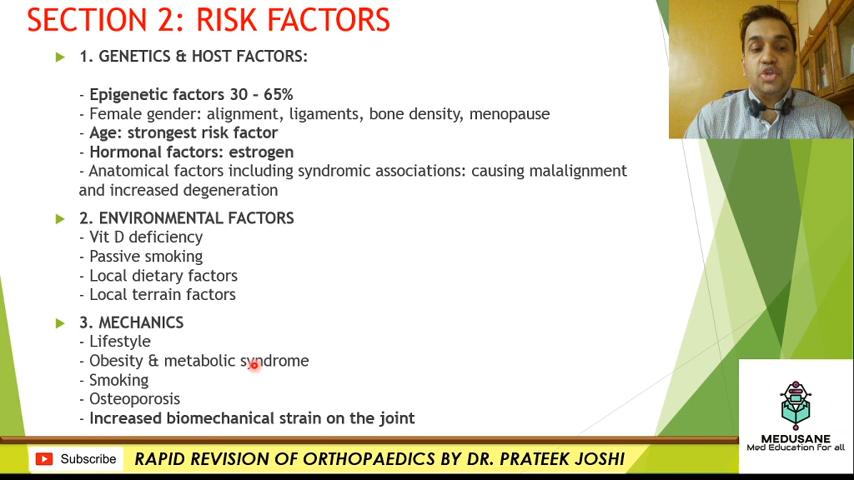 SECTION 2: RISK FACTORS
1. GENETICS & HOST FACTORS:
- Epigenetic factors 30 - 65%
- Female gender: alignment, ligaments, bone density, menopause
- Age: strongest risk factor
- Hormonal factors: estrogen
- Anatomical factors including syndromic associations: causing malalignment
and increased degeneration
2. ENVIRONMENTAL FACTORS
- Vit D deficiency
- Passive smoking
- Local dietary factors
- Local terrain factors
3. MECHANICS
- Lifestyle
- Obesity & metabolic syndrome
- Smoking
- Osteoporosis
- Increased biomechanical strain on the joint
MEDUSANE
Med Education For all
Subscribe
RAPID REVISION OF ORTHOPAEDICS BY DR. PRATEEK JOSHI